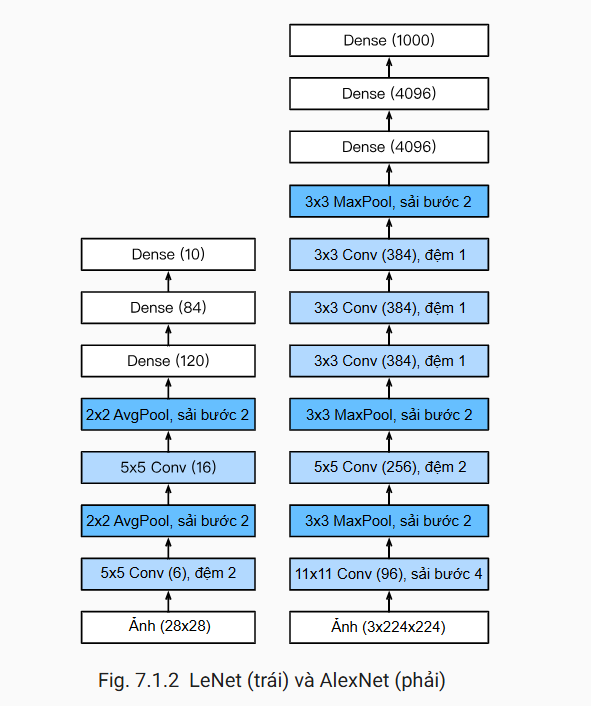 Dense (1000)
Dense (4096)
Dense (4096)
3x3 MaxPool, sải bước 2
3x3 Conv (384), đệm 1
3x3 Conv (384), đệm 1
3x3 Conv (384), đệm 1
3x3 MaxPool, sải bước 2
5x5 Conv (256), đệm 2
3x3 MaxPool, sải bước 2
11x11 Conv (96), sải bước 4
Ảnh (3x224x224)
Dense (10)
Dense (84)
Dense (120)
2x2 AvgPool, sải bước 2
5x5 Conv (16)
2x2 AvgPool, sải bước 2
5x5 Conv (6), đệm 2
Ảnh (28x28)
Fig. 7.1.2 LeNet (trái) và AlexNet (phải)